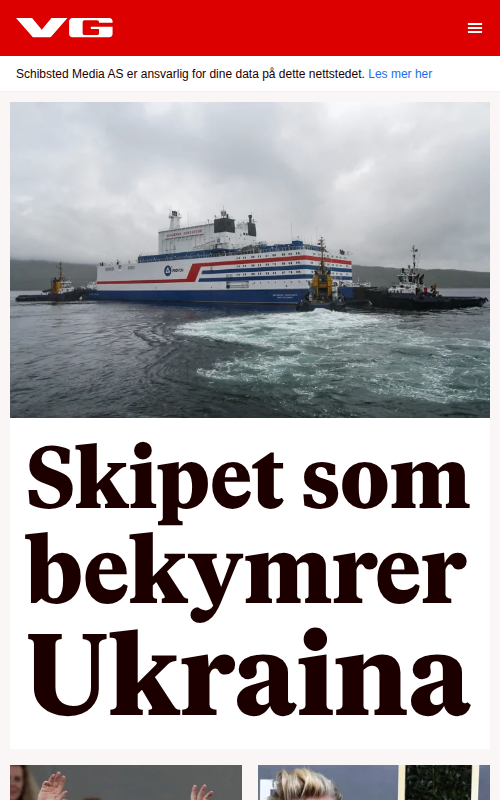 VG
Schibsted Media AS er ansvarlig for dine data på dette nettstedet. Les mer her
Skipet som
bekymrer
Ukraina